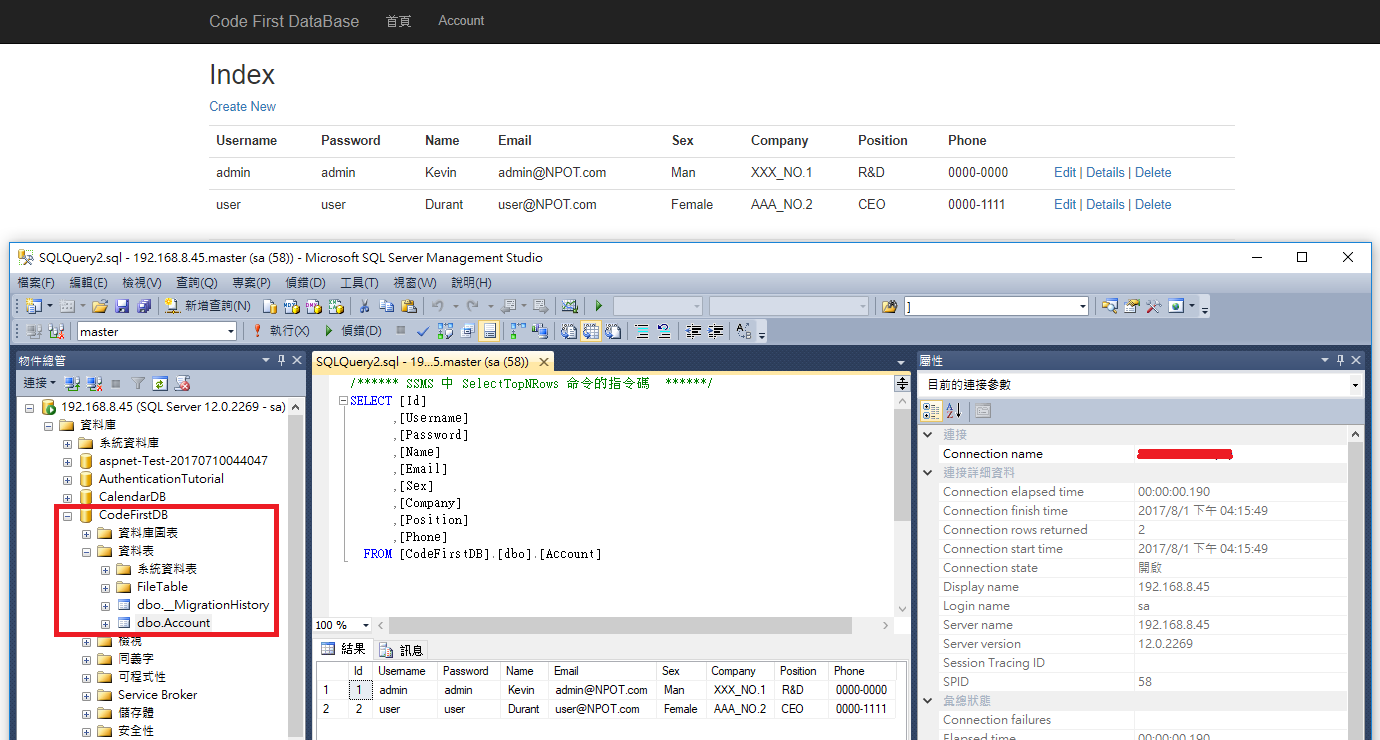 Code First DataBase 首頁 Account
Index
Create New
Username Password Name Email Sex Company Position Phone
admin admin Kevin admin@NPOT.com Man XXX_NO.1 R&D 0000-0000 Edit | Details | Delete
user user Durant user@NPOT.com Female AAA_NO.2 CEO 0000-1111 Edit | Details | Delete
SQLQuery2.sql - 192.168.8.45.master (sa (58)) - Microsoft SQL Server Management Studio
檔案(F) 編輯(E) 檢視(V) 查詢(Q) 專案(P) 偵錯(D) 工具(T) 視窗(W) 說明(H)
新增查詢(N) ]
master 執行(X) 偵錯(D)
物件總管
連接
192.168.8.45 (SQL Server 12.0.2269 - sa)
資料庫
系統資料庫
aspnet-Test-20170710044047
AuthenticationTutorial
CalendarDB
CodeFirstDB
資料庫圖表
資料表
系統資料表
FileTable
dbo.__MigrationHistory
dbo.Account
檢視
同義字
可程式性
Service Broker
儲存體
安全性
SQLQuery2.sql - 19...5.master (sa (58))
/****** SSMS 中 SelectTopNRows 命令的指令碼 ******/
SELECT [Id]
,[Username]
,[Password]
,[Name]
,[Email]
,[Sex]
,[Company]
,[Position]
,[Phone]
FROM [CodeFirstDB].[dbo].[Account]
100 %
結果 訊息
Id Username Password Name Email Sex Company Position Phone
1 1 admin admin Kevin admin@NPOT.com Man XXX_NO.1 R&D 0000-0000
2 2 user user Durant user@NPOT.com Female AAA_NO.2 CEO 0000-1111
屬性
目前的連接參數
連接
Connection name
連接詳細資料
Connection elapsed time 00:00:00.190
Connection finish time 2017/8/1 下午 04:15:49
Connection rows returned 2
Connection start time 2017/8/1 下午 04:15:49
Connection state 開啟
Display name 192.168.8.45
Login name sa
Server name 192.168.8.45
Server version 12.0.2269
Session Tracing ID
SPID 58
彙總狀態
Connection failures
Elapsed time 00:00:00.190